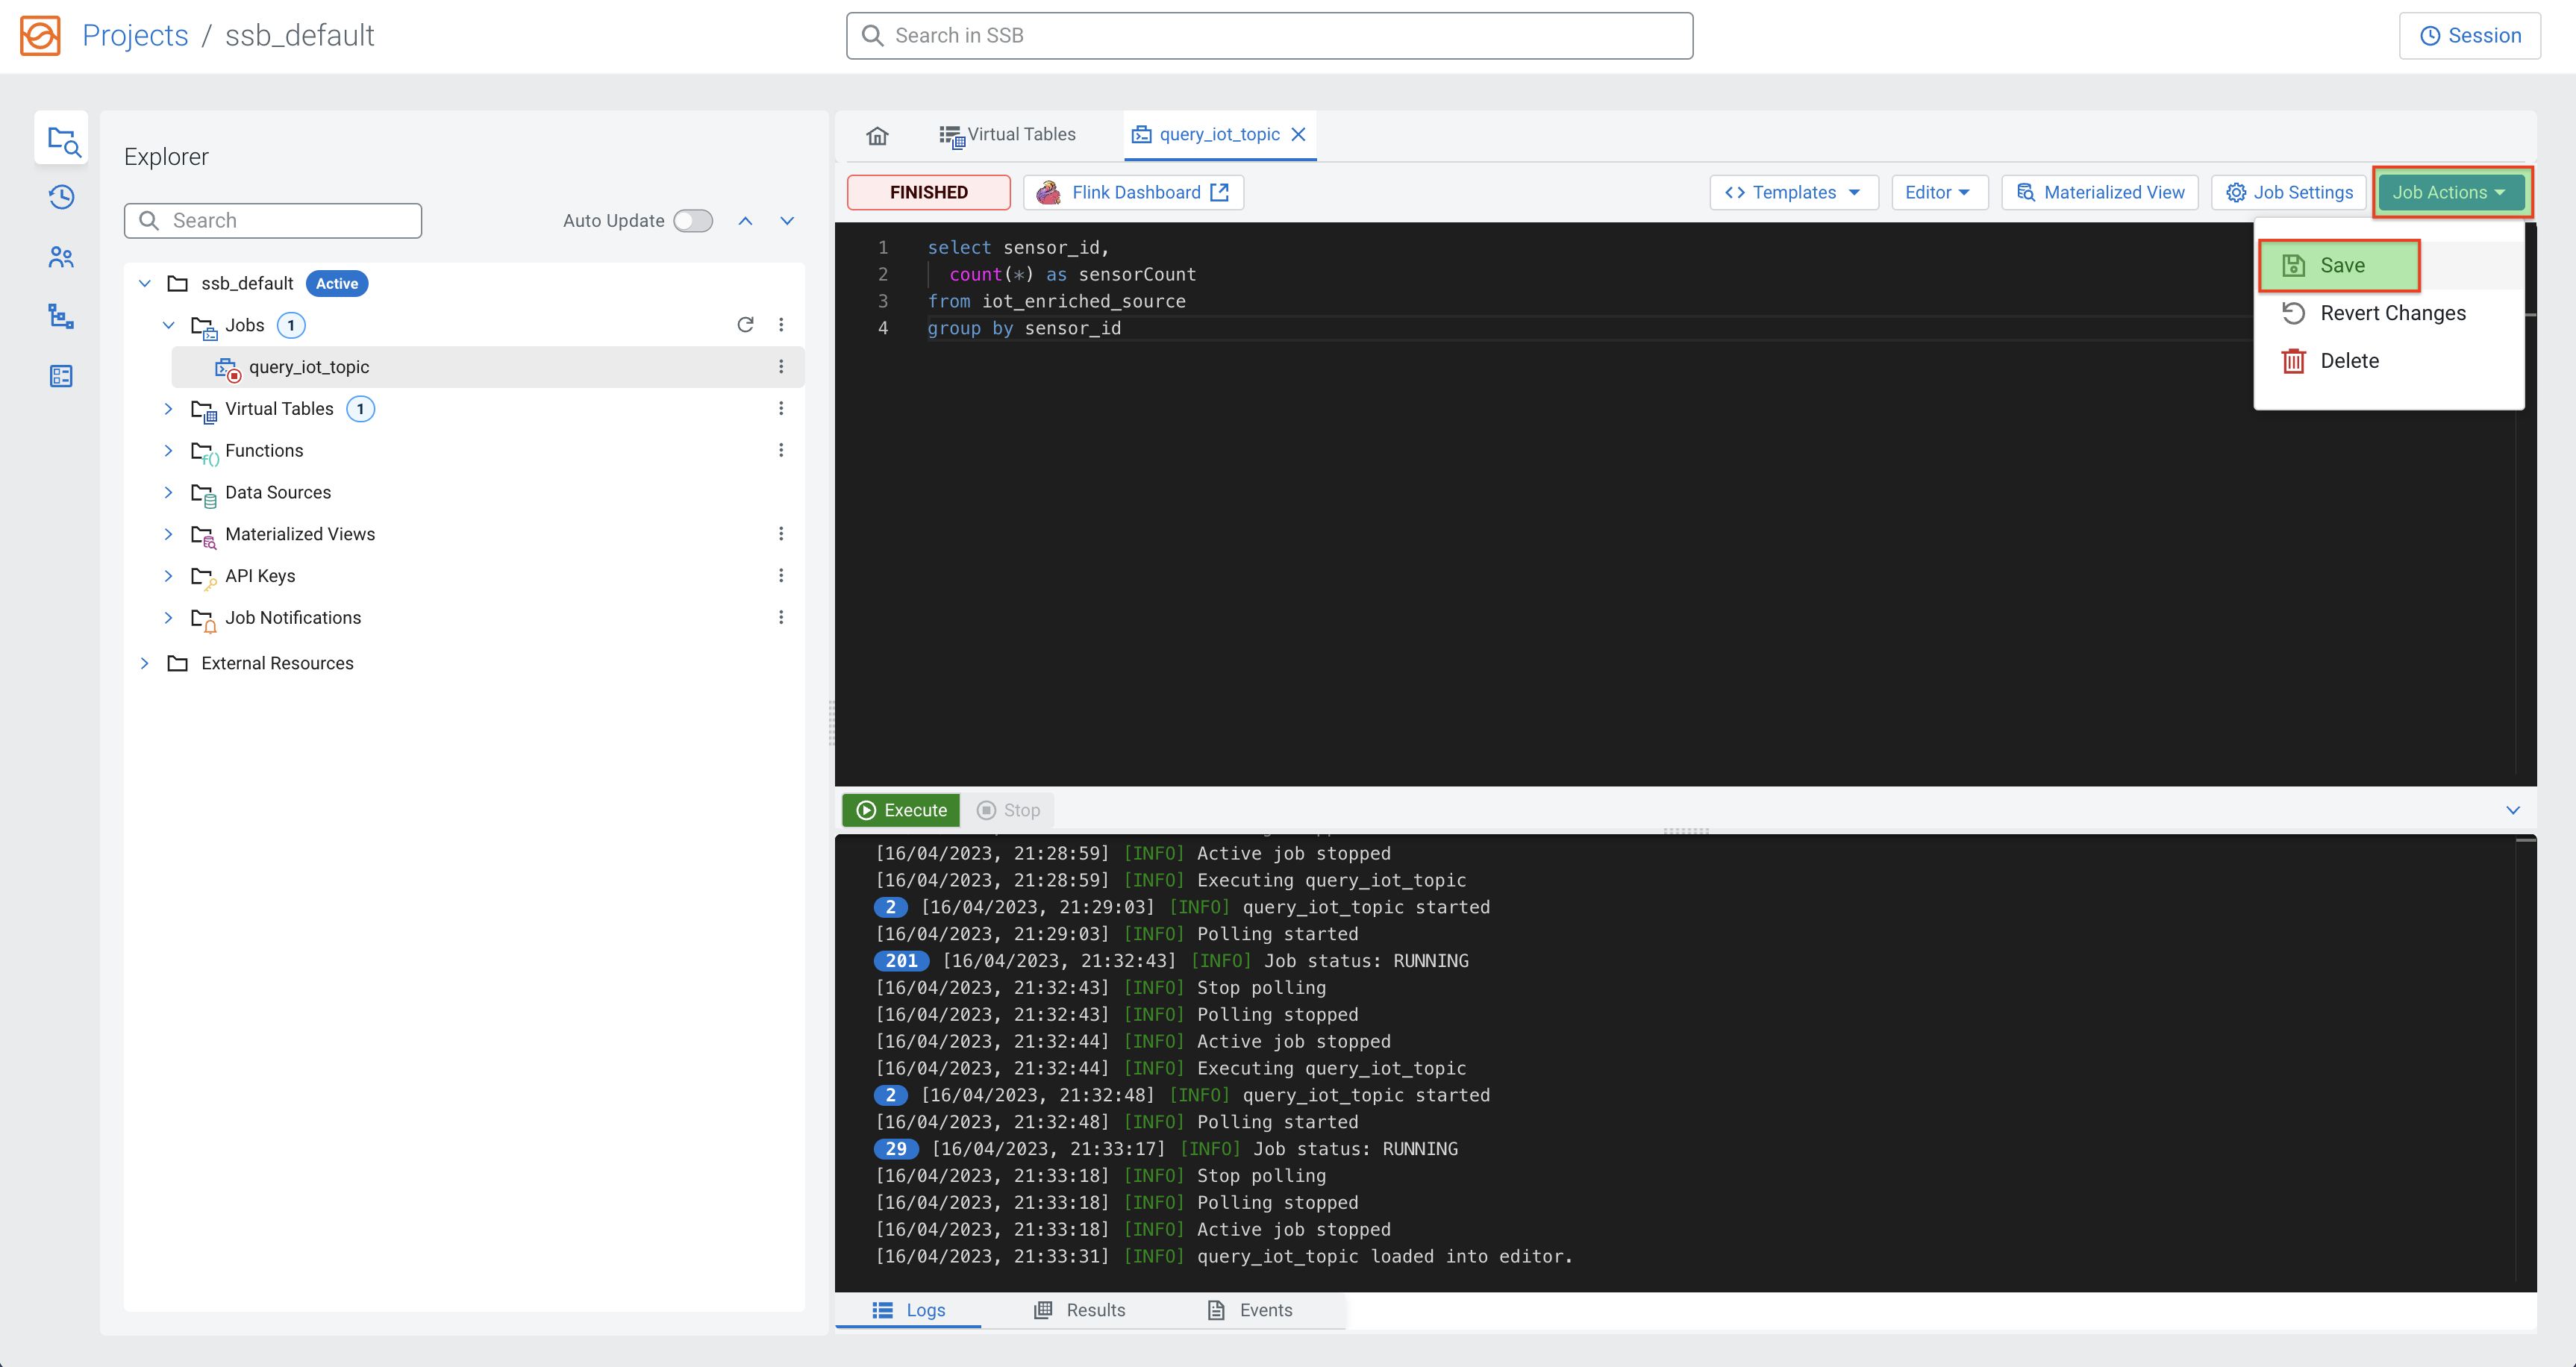 Projects / ssb_default
Search in SSB
Session
Explorer
Search
Auto Update
ssb_default Active
Jobs 1
query_iot_topic
Virtual Tables 1
f() Functions
Data Sources
Materialized Views
API Keys
Job Notifications
External Resources
Virtual Tables
query_iot_topic
FINISHED
Flink Dashboard
<> Templates
Editor
Materialized View
Job Settings
Job Actions
Save
Revert Changes
Delete
1 select sensor_id,
2 count(*) as sensorCount
3 from iot_enriched_source
4 group by sensor_id
Execute
Stop
[16/04/2023, 21:28:59] [INFO] Active job stopped
[16/04/2023, 21:28:59] [INFO] Executing query_iot_topic
2 [16/04/2023, 21:29:03] [INFO] query_iot_topic started
[16/04/2023, 21:29:03] [INFO] Polling started
201 [16/04/2023, 21:32:43] [INFO] Job status: RUNNING
[16/04/2023, 21:32:43] [INFO] Stop polling
[16/04/2023, 21:32:43] [INFO] Polling stopped
[16/04/2023, 21:32:44] [INFO] Active job stopped
[16/04/2023, 21:32:44] [INFO] Executing query_iot_topic
2 [16/04/2023, 21:32:48] [INFO] query_iot_topic started
[16/04/2023, 21:32:48] [INFO] Polling started
29 [16/04/2023, 21:33:17] [INFO] Job status: RUNNING
[16/04/2023, 21:33:18] [INFO] Stop polling
[16/04/2023, 21:33:18] [INFO] Polling stopped
[16/04/2023, 21:33:18] [INFO] Active job stopped
[16/04/2023, 21:33:31] [INFO] query_iot_topic loaded into editor.
Logs
Results
Events